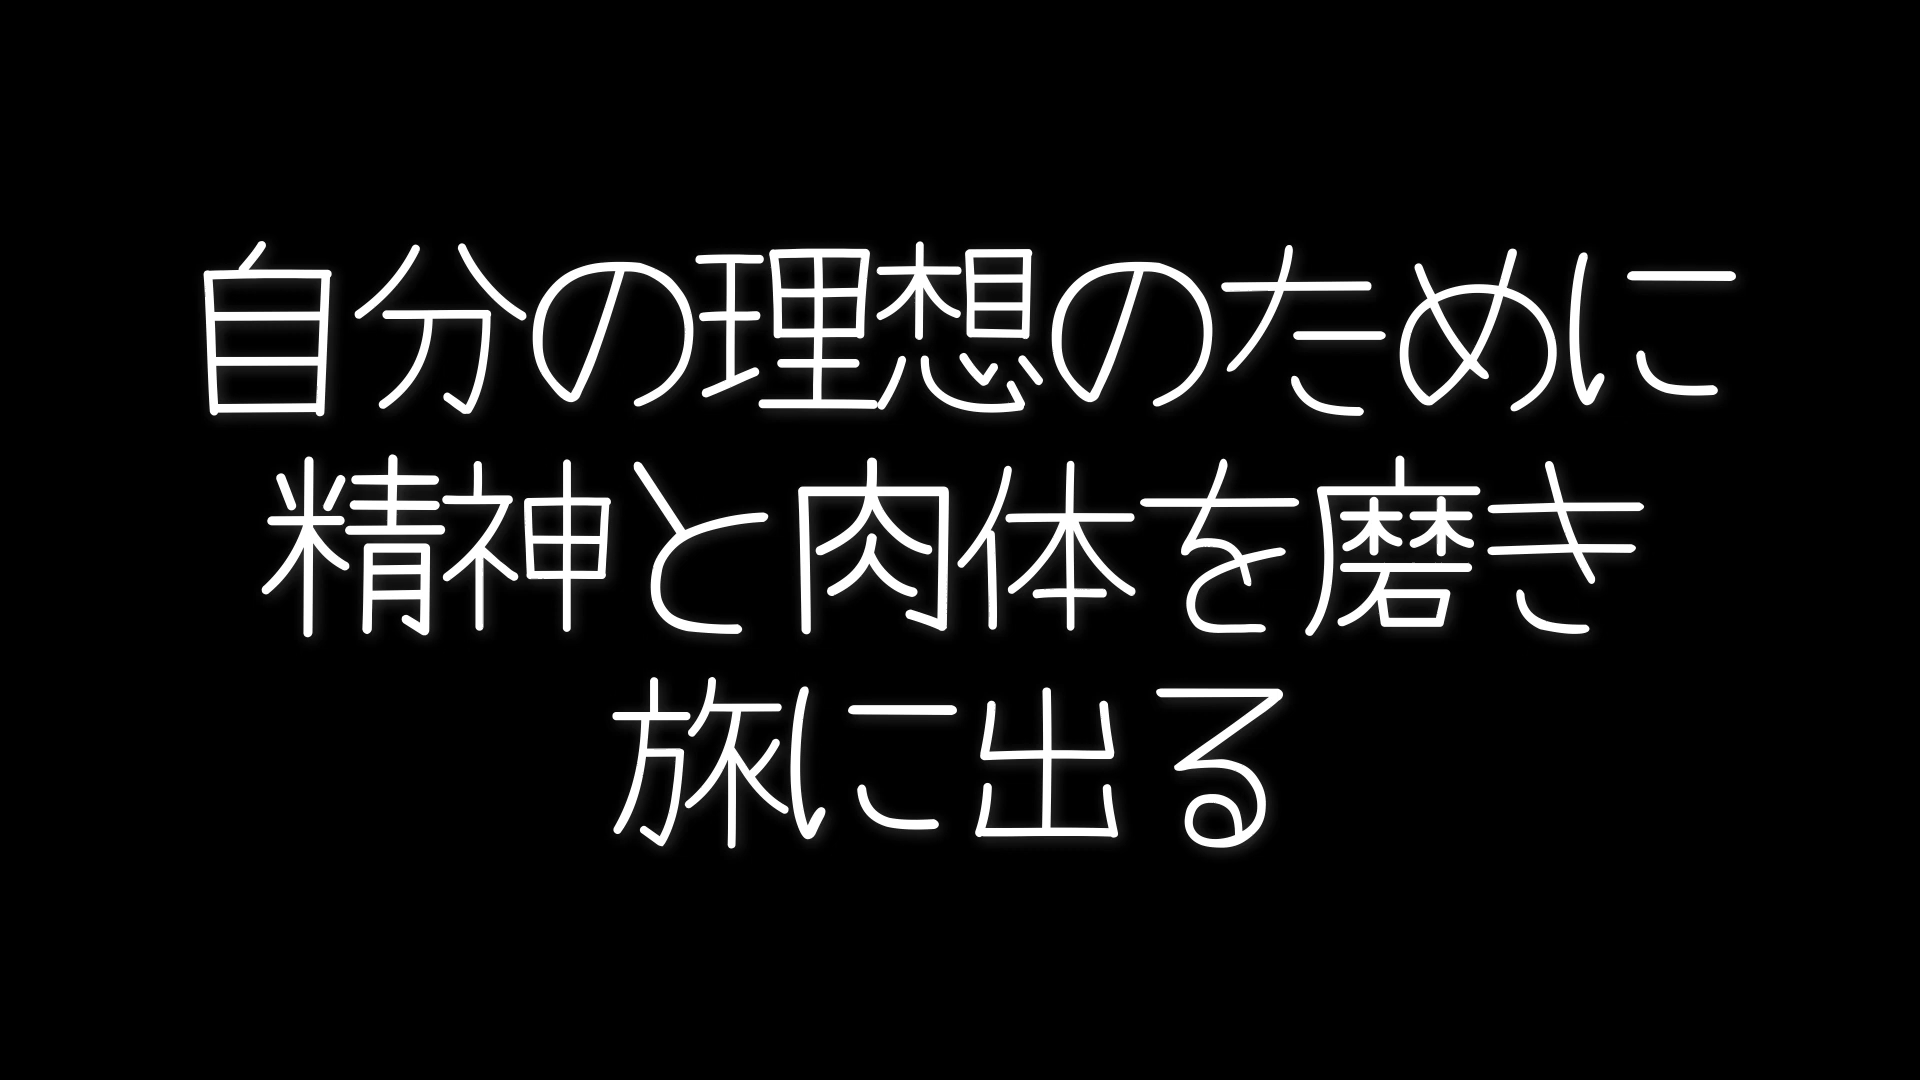 自分の理想のために
精神と肉体を磨き
旅に出る